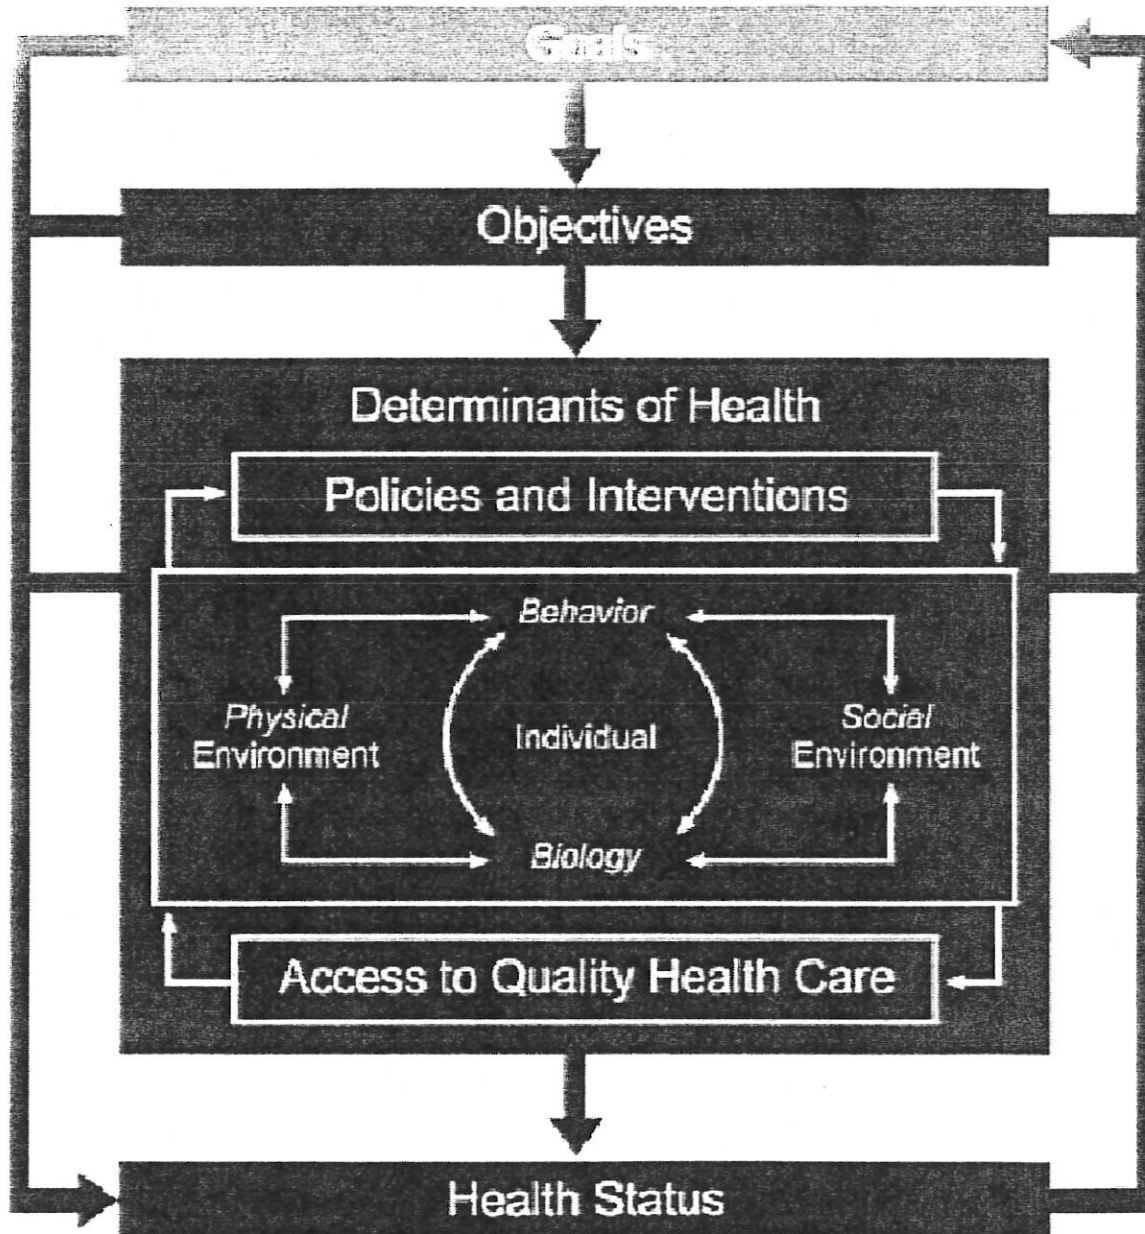 Goals
Objectives
Determinants of Health
Policies and Interventions
Behavior
Physical
Environment
Individual
Social
Environment
Biology
Access to Quality Health Care
Health Status